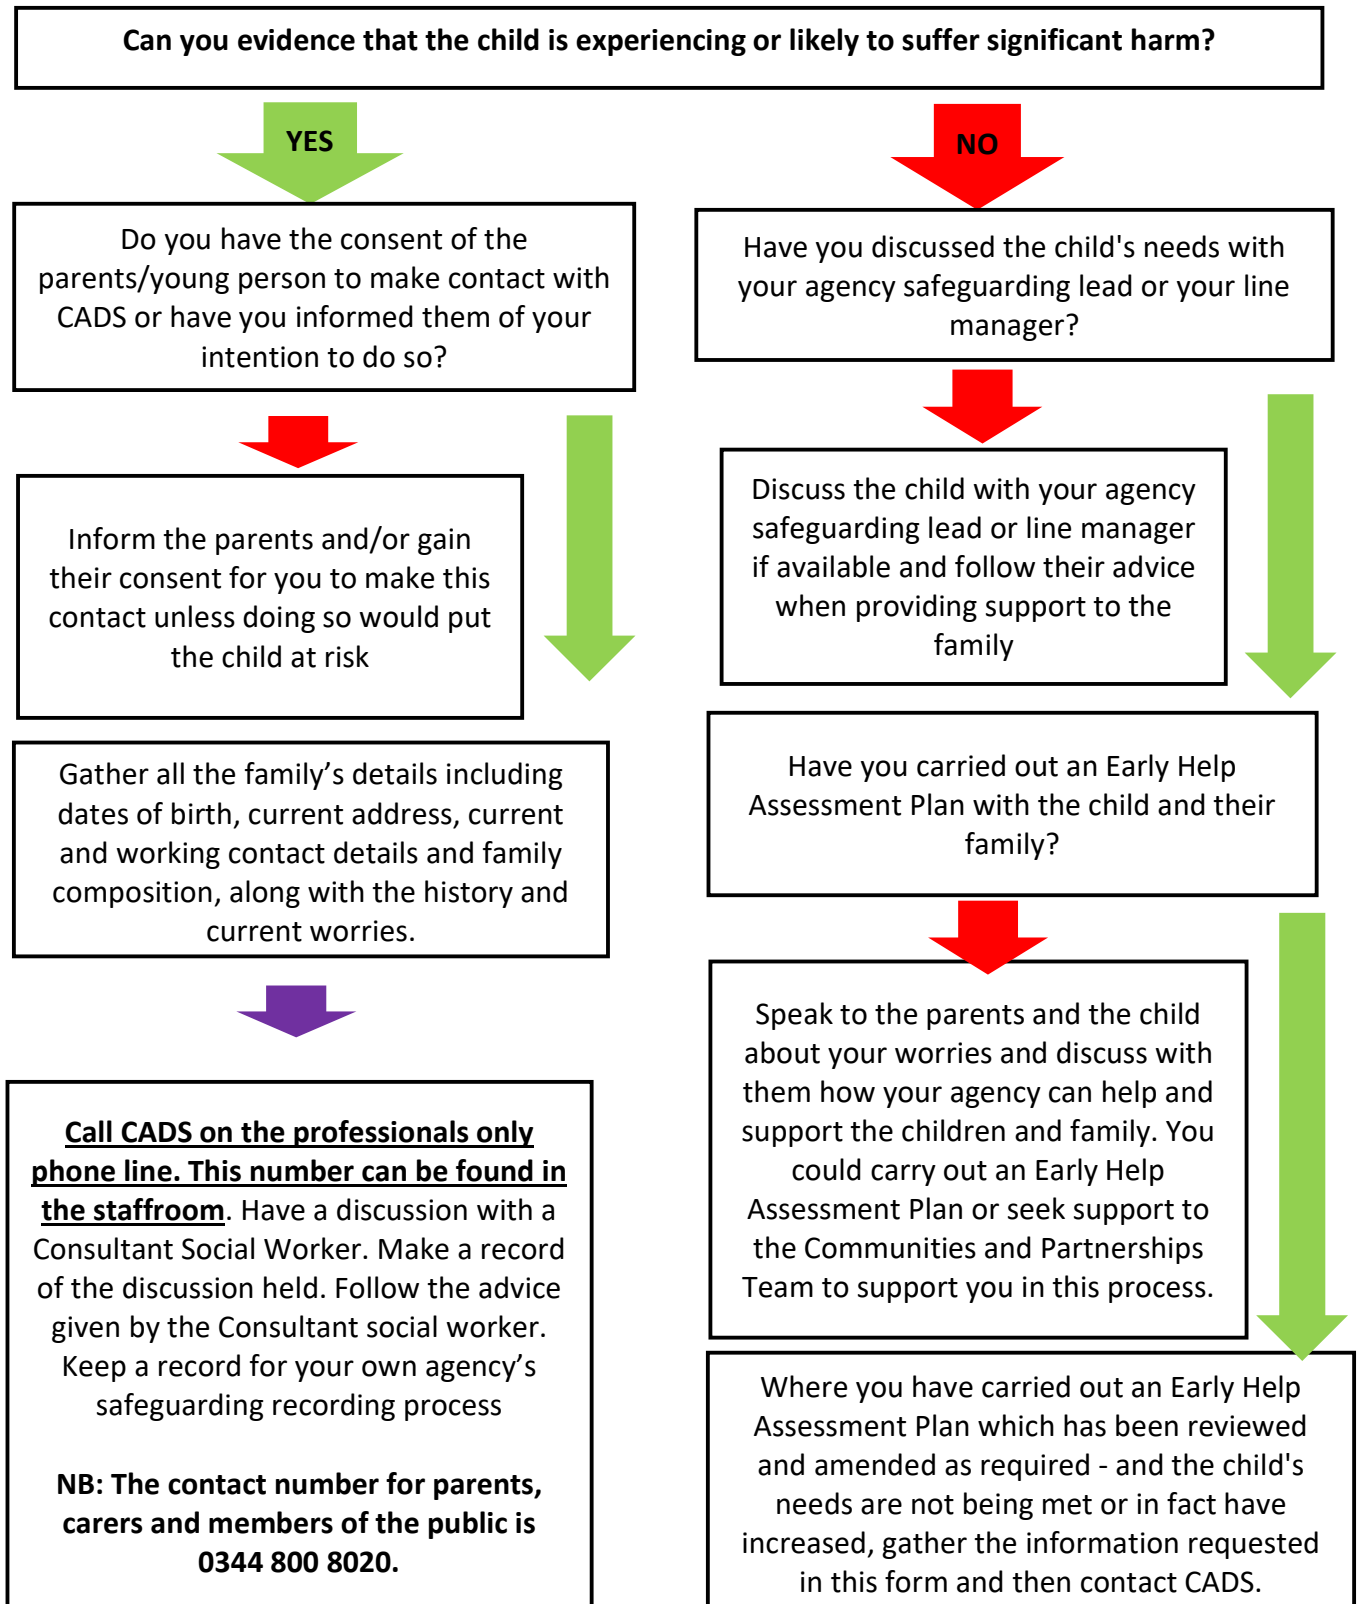 Can you evidence that the child is experiencing or likely to suffer significant harm?
YES
NO
Do you have the consent of the
parents/young person to make contact with
CADS or have you informed them of your
intention to do so?
Have you discussed the child's needs with
your agency safeguarding lead or your line
manager?
Inform the parents and/or gain
their consent for you to make this
contact unless doing so would put
the child at risk
Discuss the child with your agency
safeguarding lead or line manager
if available and follow their advice
when providing support to the
family
Gather all the family’s details including
dates of birth, current address, current
and working contact details and family
composition, along with the history and
current worries.
Have you carried out an Early Help
Assessment Plan with the child and their
family?
Call CADS on the professionals only
phone line. This number can be found in
the staffroom. Have a discussion with a
Consultant Social Worker. Make a record
of the discussion held. Follow the advice
given by the Consultant social worker.
Keep a record for your own agency’s
safeguarding recording process
NB: The contact number for parents,
carers and members of the public is
0344 800 8020.
Speak to the parents and the child
about your worries and discuss with
them how your agency can help and
support the children and family. You
could carry out an Early Help
Assessment Plan or seek support to
the Communities and Partnerships
Team to support you in this process.
Where you have carried out an Early Help
Assessment Plan which has been reviewed
and amended as required - and the child's
needs are not being met or in fact have
increased, gather the information requested
in this form and then contact CADS.